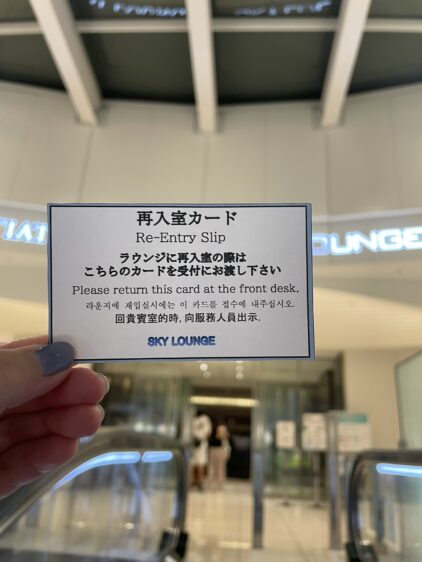 LOUNGE
再入室カード
Re-Entry Slip
ラウンジに再入室の際は
こちらのカードを受付にお渡し下さい
Please return this card at the front desk.
라운지에 재입실시에는 이 카드를 접수에 내주십시오.
回貴賓室的時, 向服務人員出示.
SKY LOUNGE